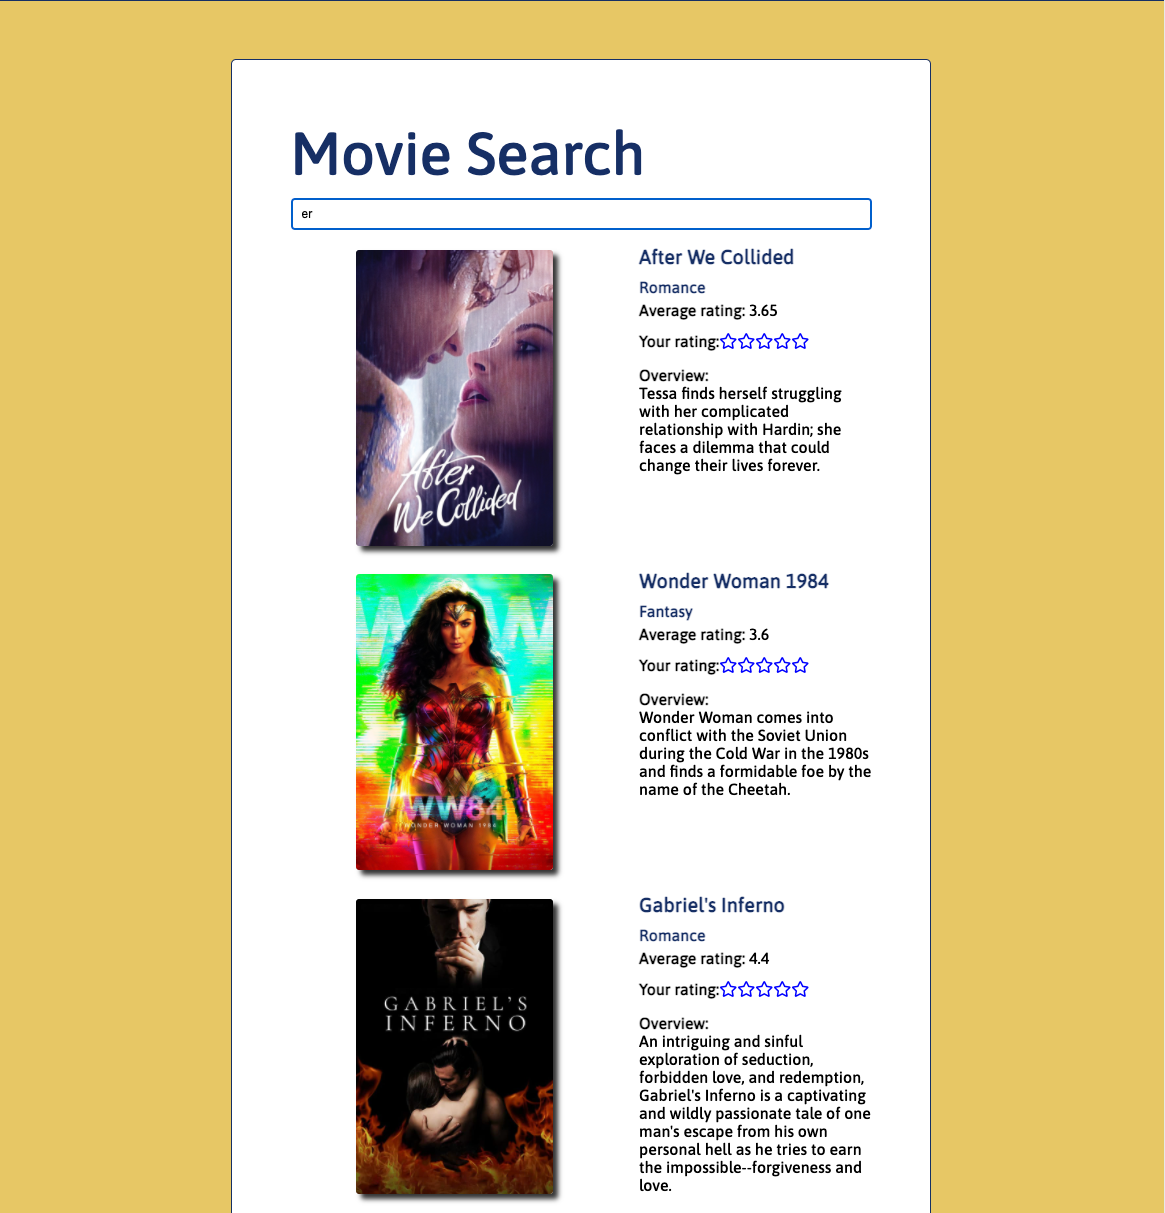 Movie Search
er
After
We Collided
After We Collided
Romance
Average rating: 3.65
Your rating:
Overview:
Tessa finds herself struggling
with her complicated
relationship with Hardin; she
faces a dilemma that could
change their lives forever.
WW84
WONDER WOMAN 1984
Wonder Woman 1984
Fantasy
Average rating: 3.6
Your rating:
Overview:
Wonder Woman comes into
conflict with the Soviet Union
during the Cold War in the 1980s
and finds a formidable foe by the
name of the Cheetah.
GABRIEL'S
INFERNO
Gabriel's Inferno
Romance
Average rating: 4.4
Your rating:
Overview:
An intriguing and sinful
exploration of seduction,
forbidden love, and redemption,
Gabriel's Inferno is a captivating
and wildly passionate tale of one
man's escape from his own
personal hell as he tries to earn
the impossible--forgiveness and
love.